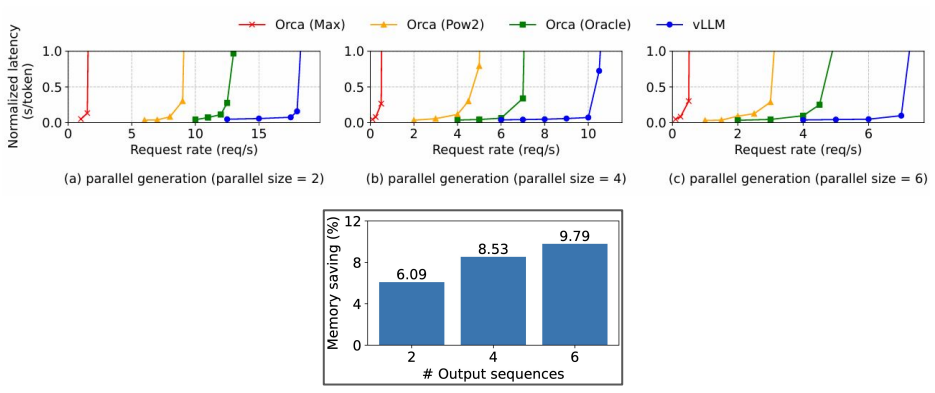 Orca (Max) Orca (Pow2) Orca (Oracle) vLLM
Normalized latency
(s/token)
1.0
0.5
0.0
0 5 10 15
Request rate (req/s)
(a) parallel generation (parallel size = 2)
1.0
0.5
0.0
0 2 4 6 8 10
Request rate (req/s)
(b) parallel generation (parallel size = 4)
1.0
0.5
0.0
0 2 4 6
Request rate (req/s)
(c) parallel generation (parallel size = 6)
Memory saving (%)
12
8
4
0
6.09
8.53
9.79
2 4 6
# Output sequences